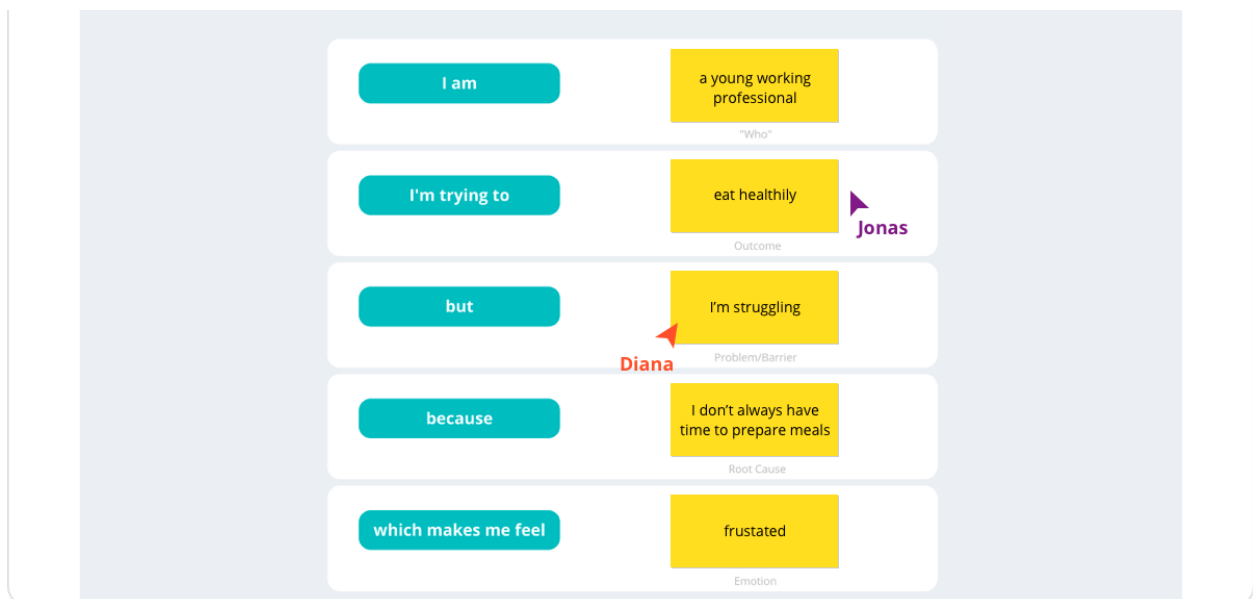 I am
a young working
professional
"Who"
I'm trying to
eat healthily
Jonas
Outcome
but
I'm struggling
Diana
Problem/Barrier
because
I don't always have
time to prepare meals
Root Cause
which makes me feel
frustated
Emotion